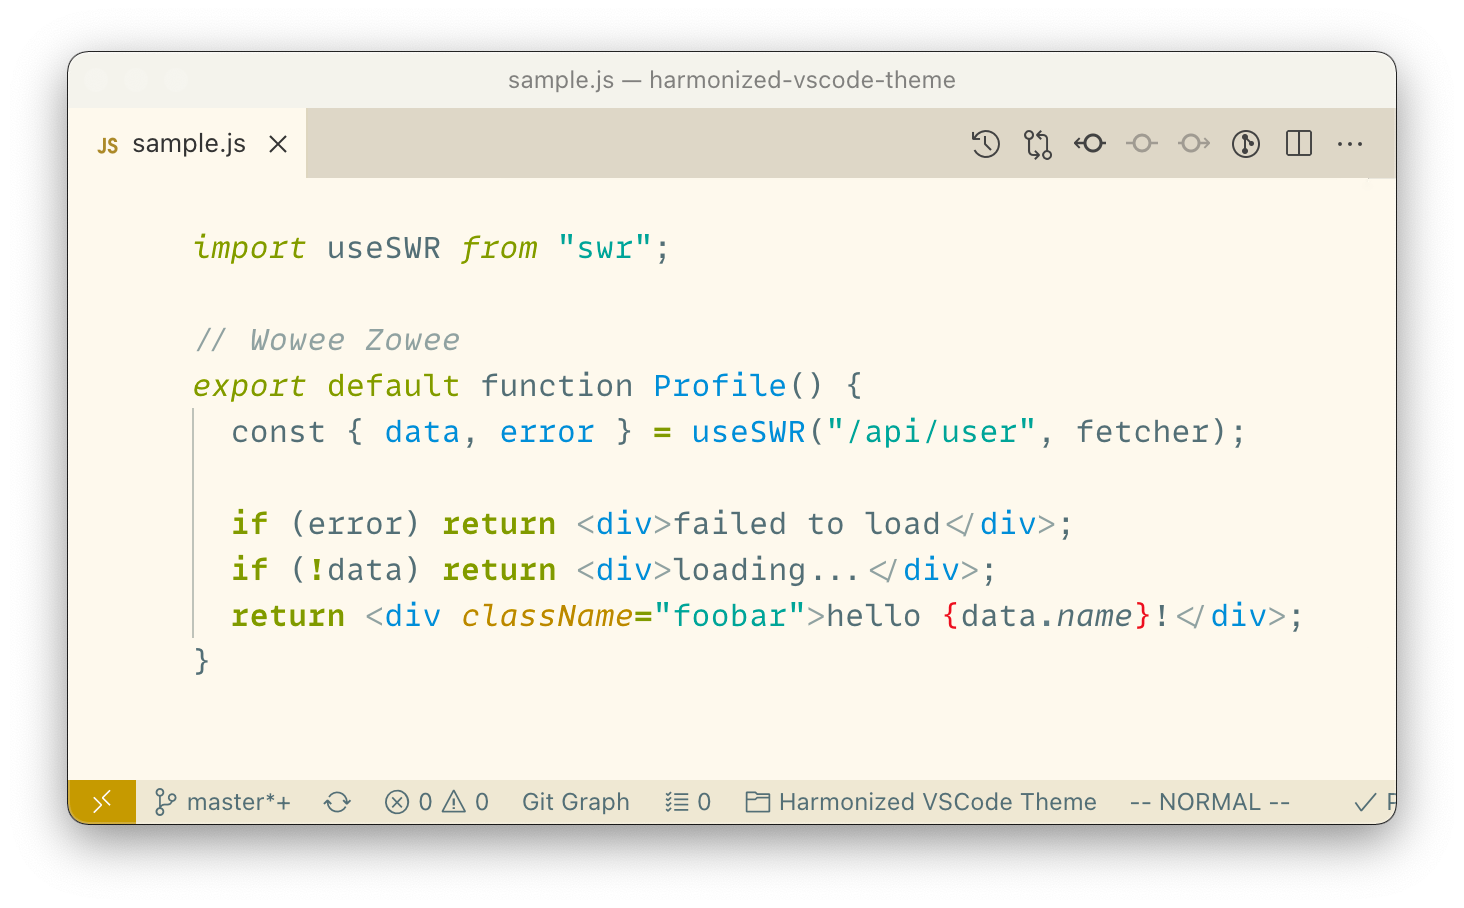 sample.js — harmonized-vscode-theme
JS sample.js
import useSWR from "swr";
// Wowee Zowee
export default function Profile() {
  const { data, error } = useSWR("/api/user", fetcher);
  if (error) return <div>failed to load</div>;
  if (!data) return <div>loading...</div>;
  return <div className="foobar">hello {data.name}!</div>;
}
master*+ 0 0 Git Graph 0 Harmonized VSCode Theme -- NORMAL --